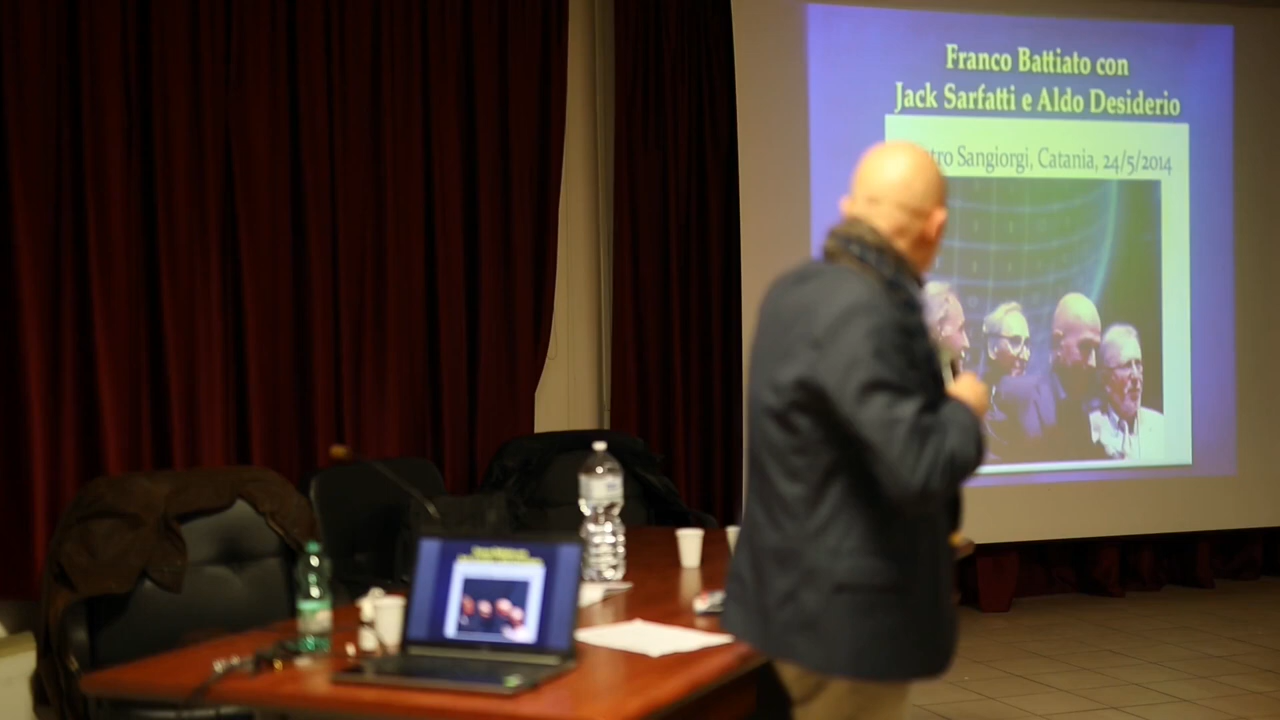 Franco Battiato con
Jack Sarfatti e Aldo Desiderio
tro Sangiorgi, Catania, 24/5/2014